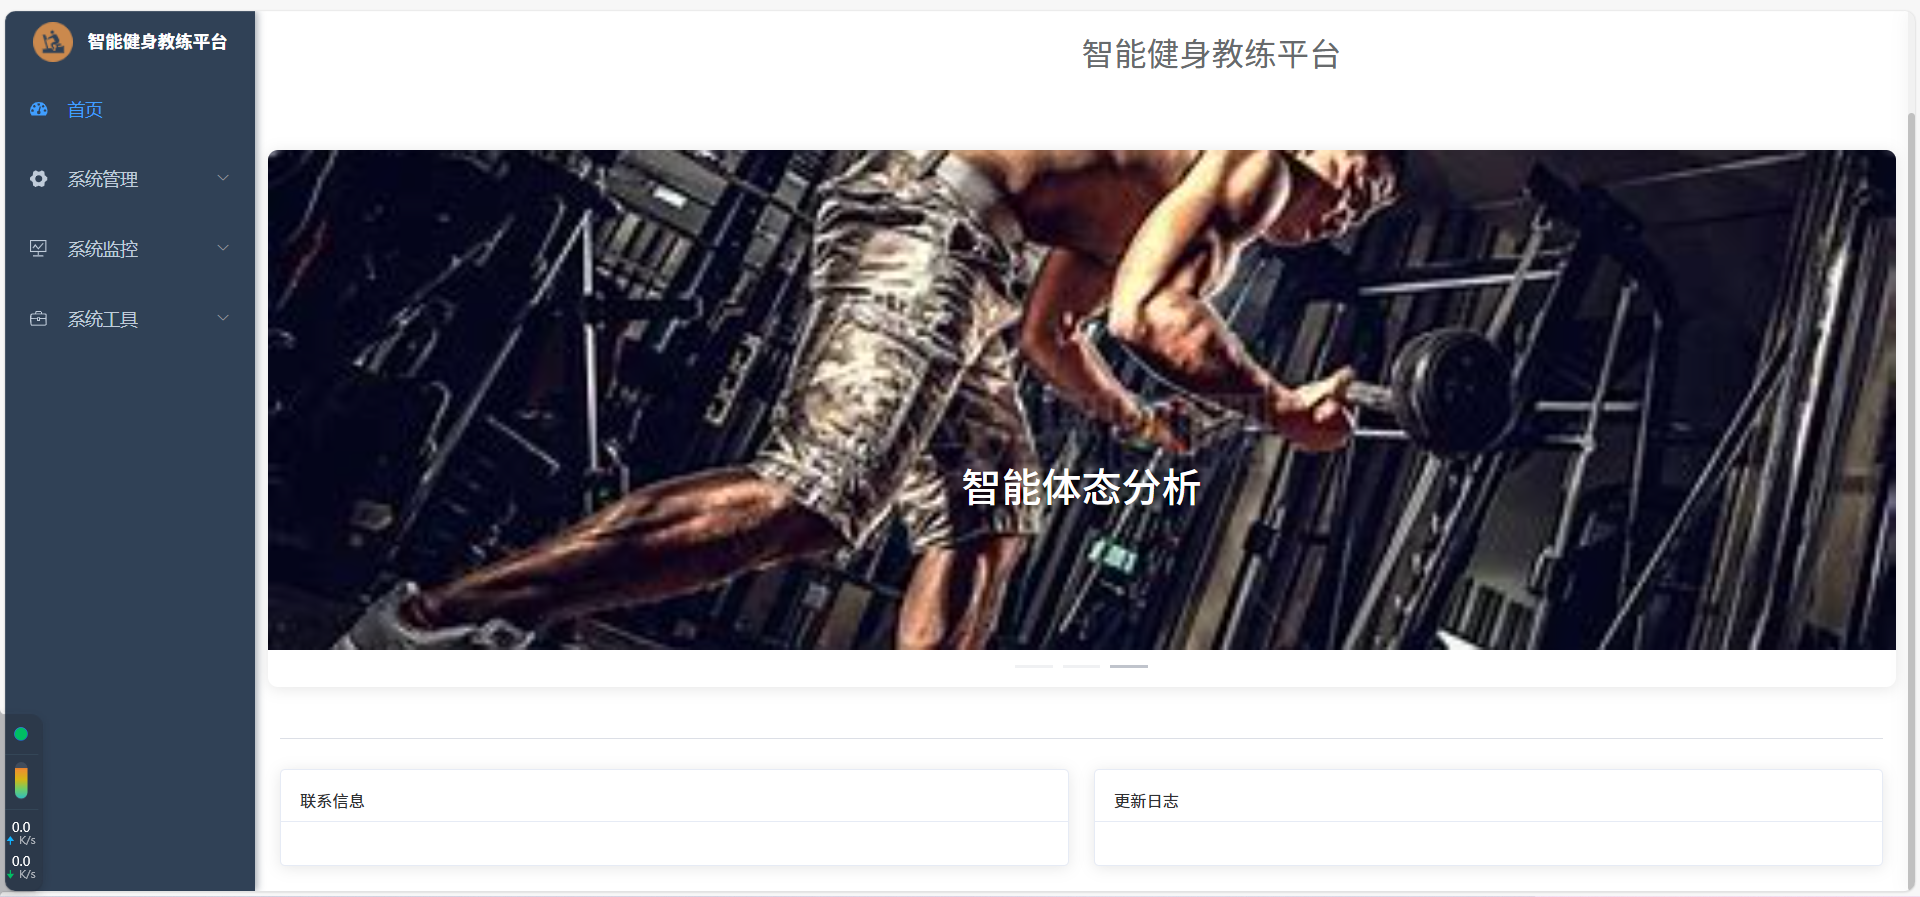 智能健身教练平台
首页
系统管理
系统监控
系统工具
0.0
K/s
0.0
K/s
智能健身教练平台
智能体态分析
联系信息
更新日志